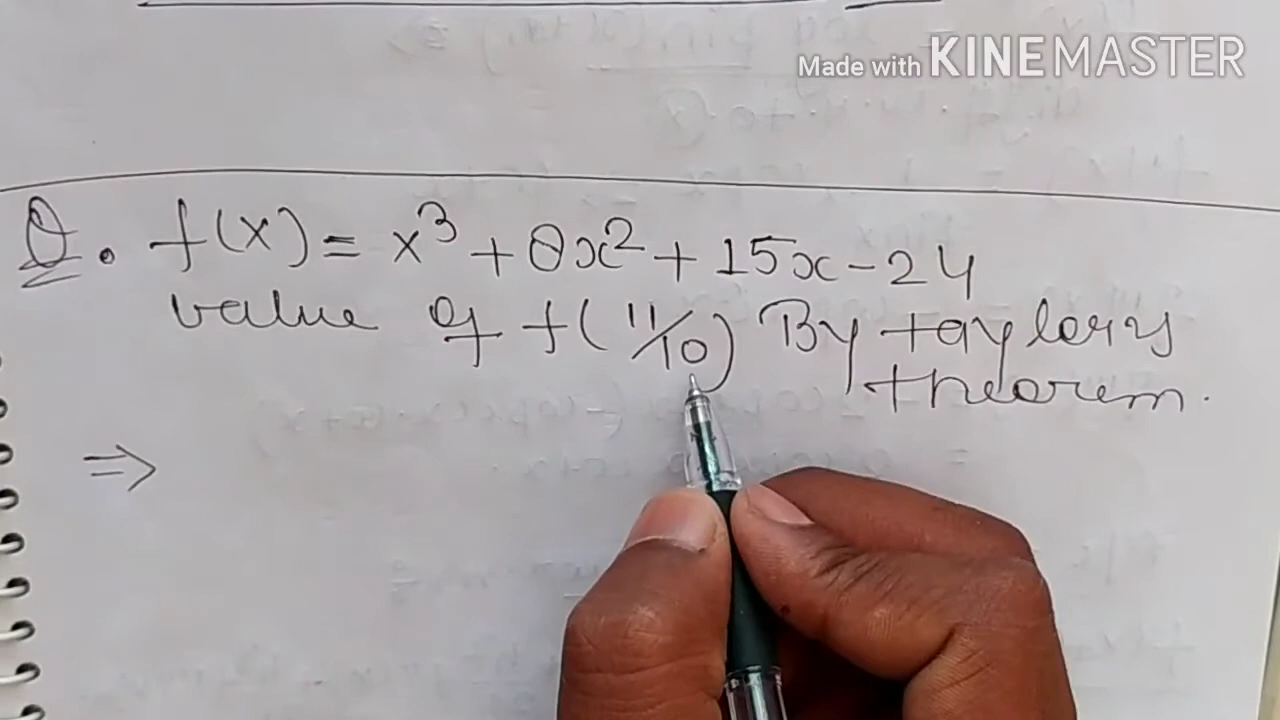 Made with KINEMASTER
Q. f(x) = x³ + 8x² + 15x - 24
value of f(11/10) By taylor's
theorem.
⇒